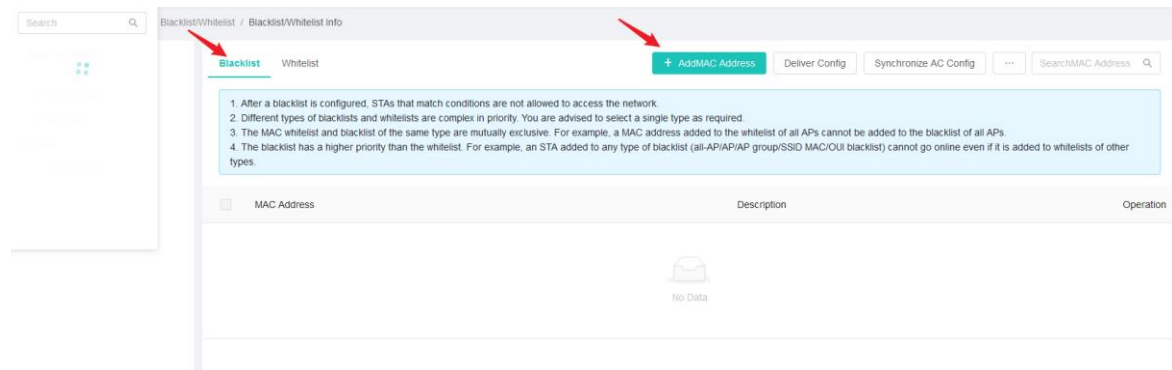 Search
Blacklist/Whitelist / Blacklist/Whitelist Info
Blacklist Whitelist + AddMAC Address Deliver Config Synchronize AC Config ... SearchMAC Address
1. After a blacklist is configured, STAs that match conditions are not allowed to access the network.
2. Different types of blacklists and whitelists are complex in priority. You are advised to select a single type as required.
3. The MAC whitelist and blacklist of the same type are mutually exclusive. For example, a MAC address added to the whitelist of all APs cannot be added to the blacklist of all APs.
4. The blacklist has a higher priority than the whitelist. For example, an STA added to any type of blacklist (all-AP/AP/AP group/SSID MAC/OUI blacklist) cannot go online even if it is added to whitelists of other
types.
MAC Address Description Operation
No Data